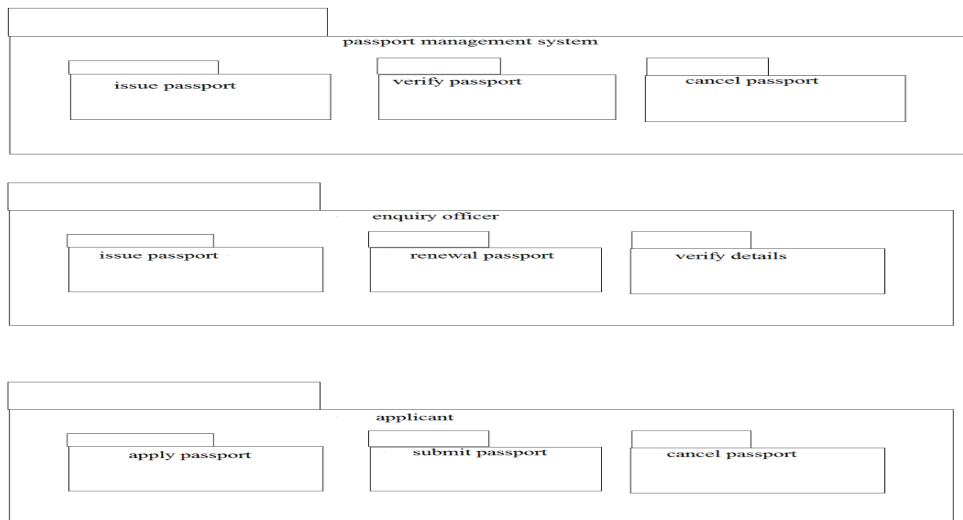 passport management system
issue passport
verify passport
cancel passport
enquiry officer
issue passport
renewal passport
verify details
applicant
apply passport
submit passport
cancel passport